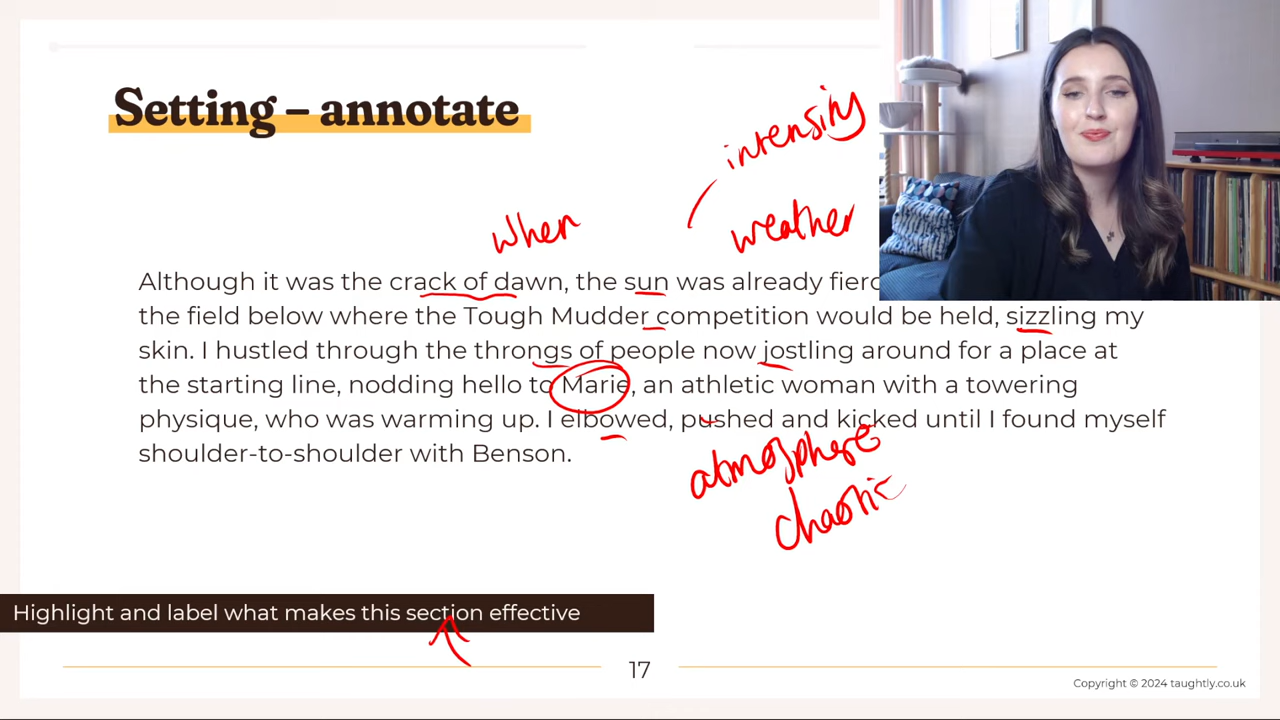 Setting – annotate
intensity
when
weather
Although it was the crack of dawn, the sun was already
the field below where the Tough Mudder competition would be held, sizzling my
skin. I hustled through the throngs of people now jostling around for a place at
the starting line, nodding hello to Marie, an athletic woman with a towering
physique, who was warming up. I elbowed, pushed and kicked until I found myself
shoulder-to-shoulder with Benson.
atmosphere
chaotic
Highlight and label what makes this section effective
17
Copyright © 2024 taughtly.co.uk